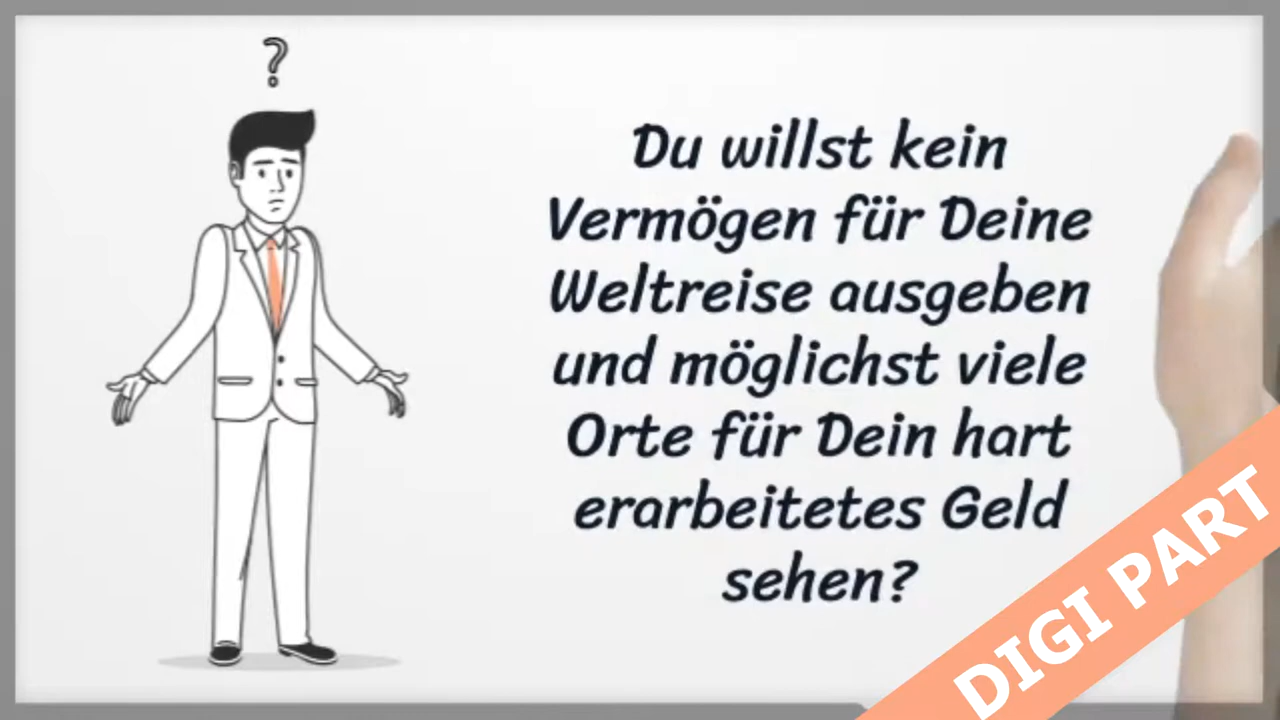 ?
Du willst kein
Vermögen für Deine
Weltreise ausgeben
und möglichst viele
Orte für Dein hart
erarbeitetes Geld
sehen?
DIGI PART